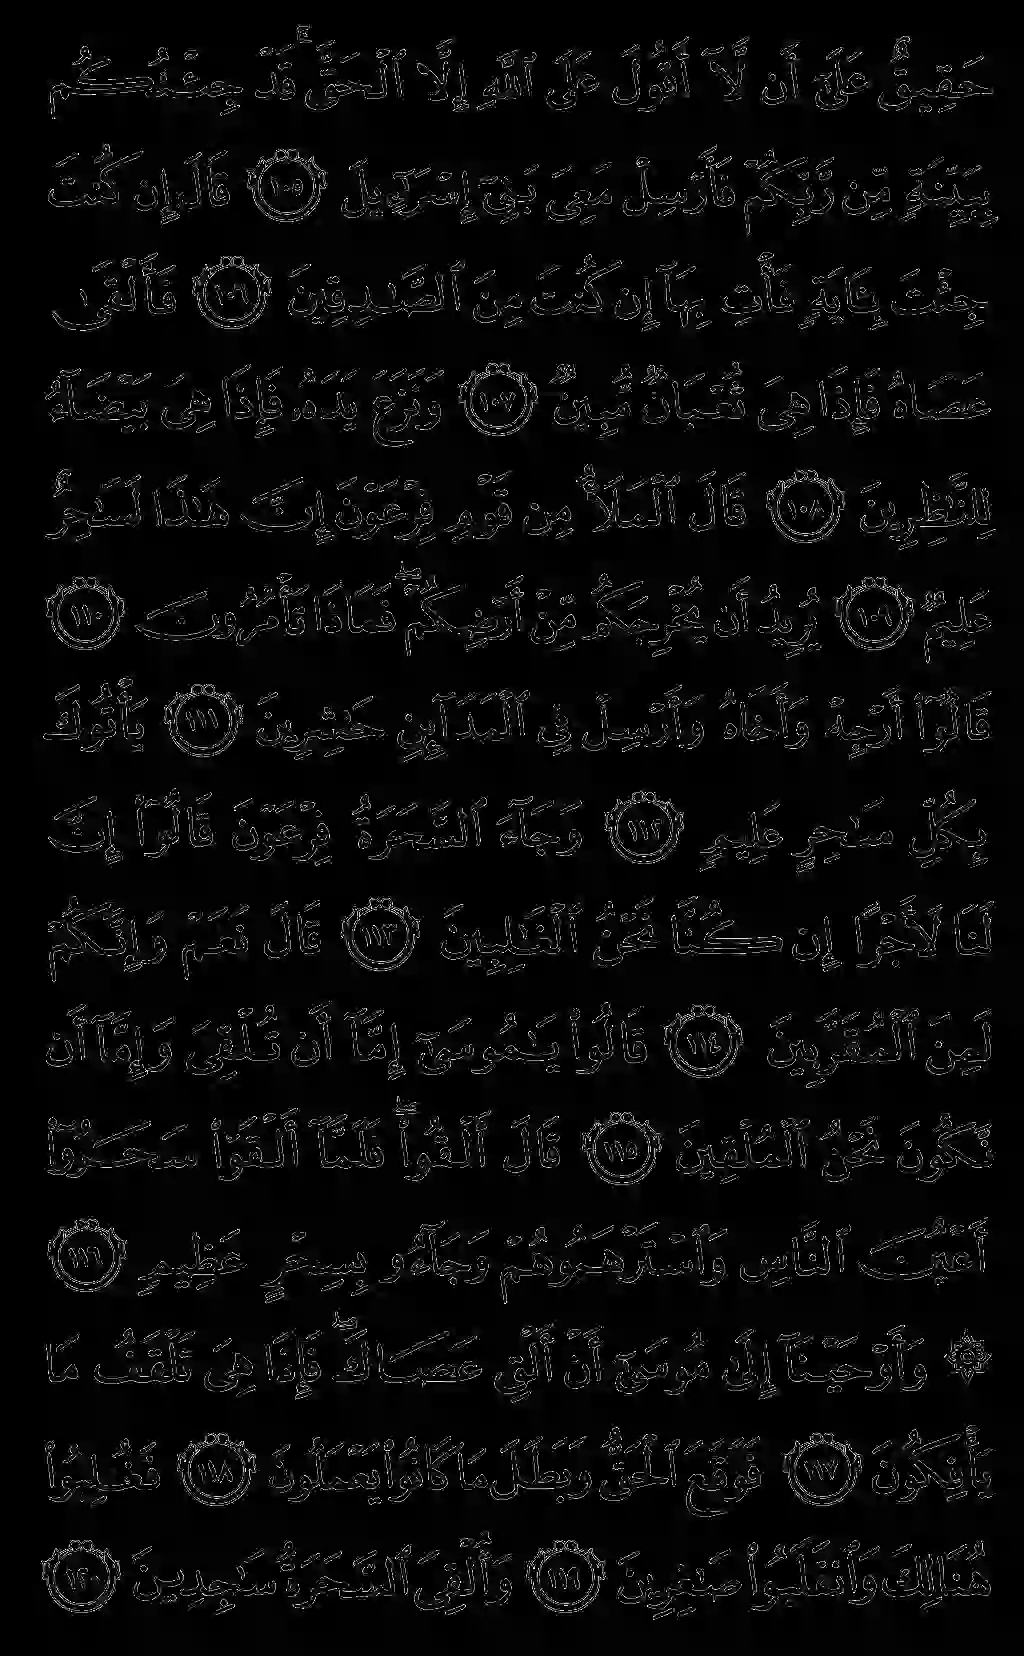 حَقِيقٌ عَلَىٰٓ أَن لَّآ أَقُولَ عَلَى ٱللَّهِ إِلَّا ٱلْحَقَّ ۚ قَدْ جِئْتُكُم
بِبَيِّنَةٍ مِّن رَّبِّكُمْ فَأَرْسِلْ مَعِىَ بَنِىٓ إِسْرَٰٓءِيلَ ١٠٥ قَالَ إِن كُنتَ
جِئْتَ بِـَٔايَةٍ فَأْتِ بِهَآ إِن كُنتَ مِنَ ٱلصَّـٰدِقِينَ ١٠٦ فَأَلْقَىٰ
عَصَاهُ فَإِذَا هِىَ ثُعْبَانٌ مُّبِينٌ ١٠٧ وَنَزَعَ يَدَهُۥ فَإِذَا هِىَ بَيْضَآءُ
لِلنَّـٰظِرِينَ ١٠٨ قَالَ ٱلْمَلَأُ مِن قَوْمِ فِرْعَوْنَ إِنَّ هَـٰذَا لَسَـٰحِرٌ
عَلِيمٌ ١٠٩ يُرِيدُ أَن يُخْرِجَكُم مِّنْ أَرْضِكُمْ ۖ فَمَاذَا تَأْمُرُونَ ١١٠
قَالُوٓا۟ أَرْجِهْ وَأَخَاهُ وَأَرْسِلْ فِى ٱلْمَدَآئِنِ حَـٰشِرِينَ ١١١ يَأْتُوكَ
بِكُلِّ سَـٰحِرٍ عَلِيمٍ ١١٢ وَجَآءَ ٱلسَّحَرَةُ فِرْعَوْنَ قَالُوٓا۟ إِنَّ
لَنَا لَأَجْرًا إِن كُنَّا نَحْنُ ٱلْغَـٰلِبِينَ ١١٣ قَالَ نَعَمْ وَإِنَّكُمْ
لَمِنَ ٱلْمُقَرَّبِينَ ١١٤ قَالُوا۟ يَـٰمُوسَىٰٓ إِمَّآ أَن تُلْقِىَ وَإِمَّآ أَن
نَّكُونَ نَحْنُ ٱلْمُلْقِينَ ١١٥ قَالَ أَلْقُوا۟ ۖ فَلَمَّآ أَلْقَوْا۟ سَحَرُوٓا۟
أَعْيُنَ ٱلنَّاسِ وَٱسْتَرْهَبُوهُمْ وَجَآءُو بِسِحْرٍ عَظِيمٍ ١١٦
۞ وَأَوْحَيْنَآ إِلَىٰ مُوسَىٰٓ أَنْ أَلْقِ عَصَاكَ ۖ فَإِذَا هِىَ تَلْقَفُ مَا
يَأْفِكُونَ ١١٧ فَوَقَعَ ٱلْحَقُّ وَبَطَلَ مَا كَانُوا۟ يَعْمَلُونَ ١١٨ فَغُلِبُوا۟
هُنَالِكَ وَٱنقَلَبُوا۟ صَـٰغِرِينَ ١١٩ وَأُلْقِىَ ٱلسَّحَرَةُ سَـٰجِدِينَ ١٢٠